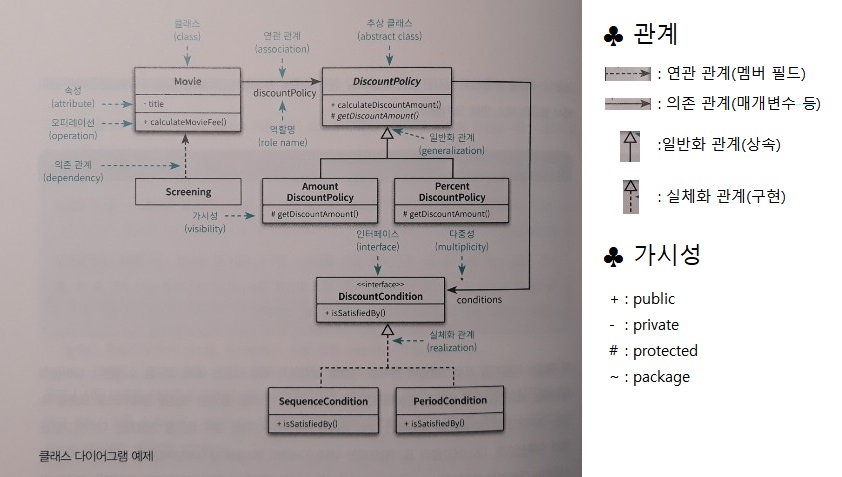 클래스
(class)
연관 관계
(association)
추상 클래스
(abstract class)
속성
(attribute)
오퍼레이션
(operation)
Movie
- title
+ calculateMovieFee()
discountPolicy
역할명
(role name)
DiscountPolicy
+ calculateDiscountAmount()
# getDiscountAmount()
일반화 관계
(generalization)
의존 관계
(dependency)
Screening
가시성
(visibility)
Amount
DiscountPolicy
# getDiscountAmount()
Percent
DiscountPolicy
# getDiscountAmount()
인터페이스
(interface)
다중성
(multiplicity)
*
<<interface>>
DiscountCondition
+ isSatisfiedBy()
conditions
실체화 관계
(realization)
SequenceCondition
+ isSatisfiedBy()
PeriodCondition
+ isSatisfiedBy()
클래스 다이어그램 예제
♣ 관계
: 연관 관계(멤버 필드)
: 의존 관계(매개변수 등)
:일반화 관계(상속)
: 실체화 관계(구현)
♣ 가시성
+ : public
- : private
# : protected
~ : package